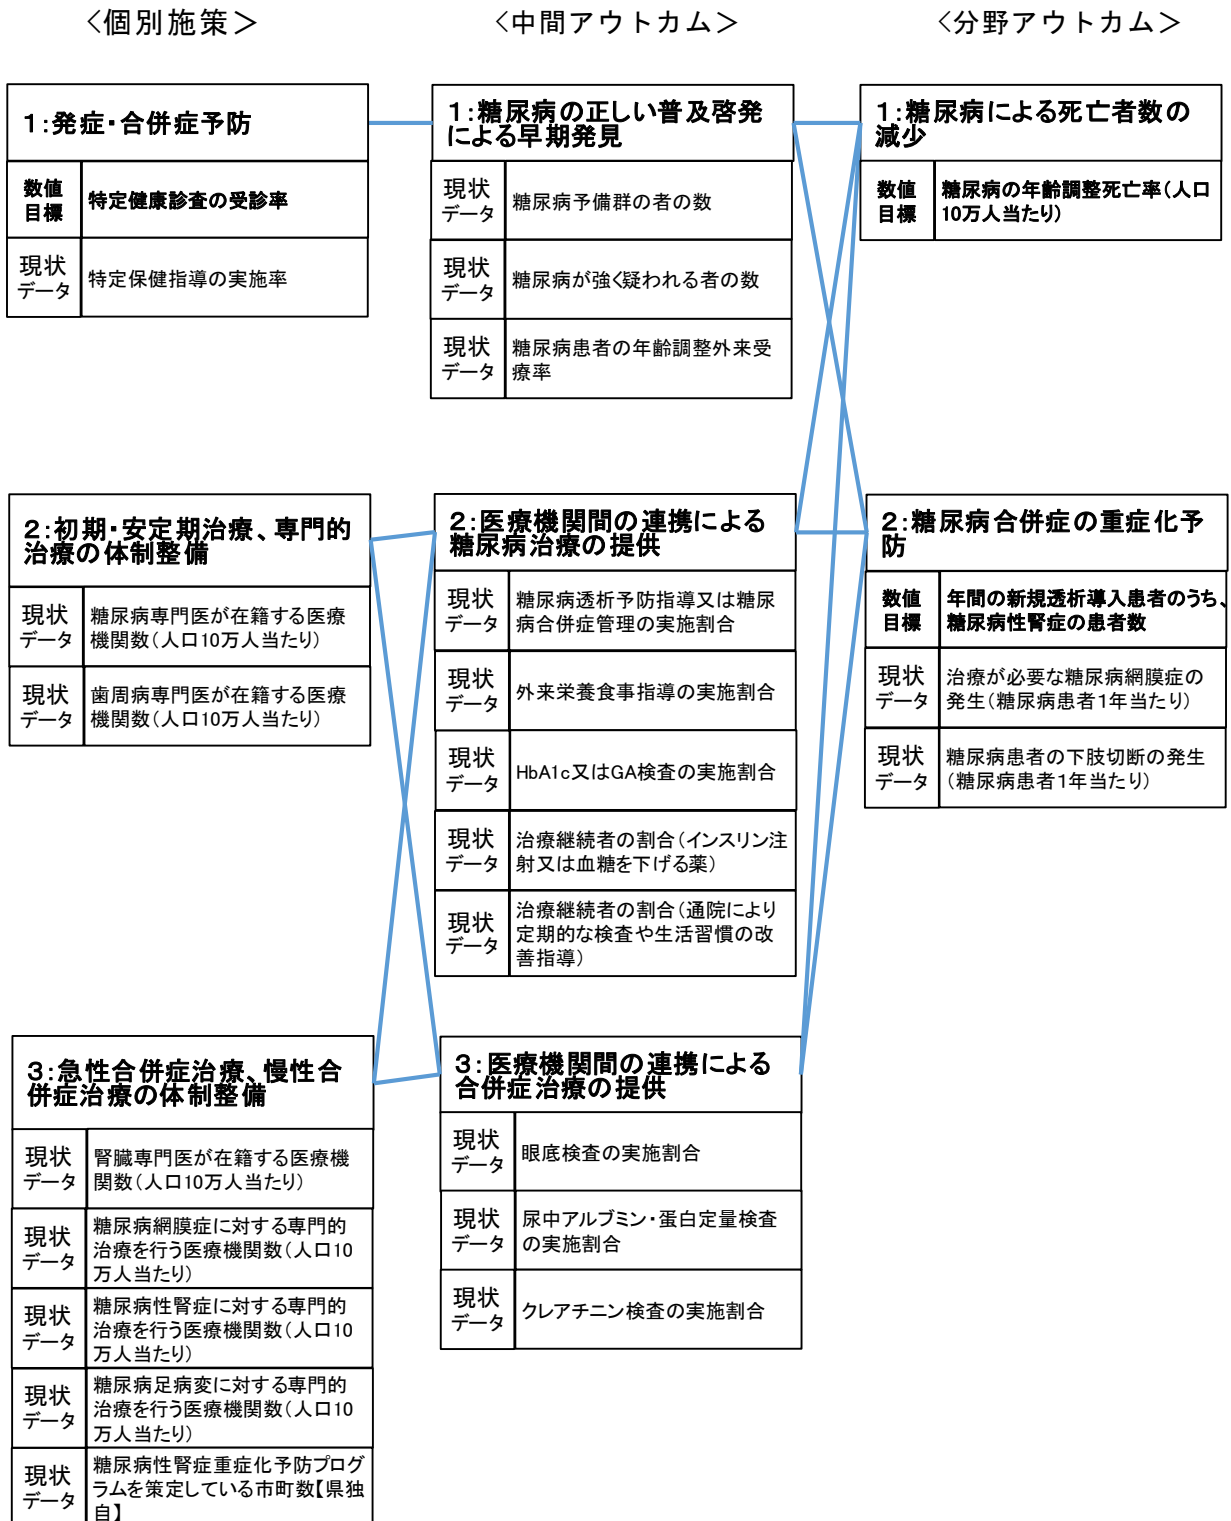 <個別施策>
<中間アウトカム>
<分野アウトカム>
1:発症・合併症予防
数値
目標
特定健康診査の受診率
現状
データ
特定保健指導の実施率
1:糖尿病の正しい普及啓発
による早期発見
現状
データ
糖尿病予備群の者の数
現状
データ
糖尿病が強く疑われる者の数
現状
データ
糖尿病患者の年齢調整外来受
療率
1:糖尿病による死亡者数の
減少
数値
目標
糖尿病の年齢調整死亡率(人口
10万人当たり)
2:初期・安定期治療、専門的
治療の体制整備
現状
データ
糖尿病専門医が在籍する医療
機関数(人口10万人当たり)
現状
データ
歯周病専門医が在籍する医療
機関数(人口10万人当たり)
2:医療機関間の連携による
糖尿病治療の提供
現状
データ
糖尿病透析予防指導又は糖尿
病合併症管理の実施割合
現状
データ
外来栄養食事指導の実施割合
現状
データ
HbA1c又はGA検査の実施割合
現状
データ
治療継続者の割合(インスリン注
射又は血糖を下げる薬)
現状
データ
治療継続者の割合(通院により
定期的な検査や生活習慣の改
善指導)
2:糖尿病合併症の重症化予
防
数値
目標
年間の新規透析導入患者のうち、
糖尿病性腎症の患者数
現状
データ
治療が必要な糖尿病網膜症の
発生(糖尿病患者1年当たり)
現状
データ
糖尿病患者の下肢切断の発生
(糖尿病患者1年当たり)
3:急性合併症治療、慢性合
併症治療の体制整備
現状
データ
腎臓専門医が在籍する医療機
関数(人口10万人当たり)
現状
データ
糖尿病網膜症に対する専門的
治療を行う医療機関数(人口10
万人当たり)
現状
データ
糖尿病性腎症に対する専門的
治療を行う医療機関数(人口10
万人当たり)
現状
データ
糖尿病足病変に対する専門的
治療を行う医療機関数(人口10
万人当たり)
現状
データ
糖尿病性腎症重症化予防プログ
ラムを策定している市町数【県独
自】
3:医療機関間の連携による
合併症治療の提供
現状
データ
眼底検査の実施割合
現状
データ
尿中アルブミン・蛋白定量検査
の実施割合
現状
データ
クレアチニン検査の実施割合